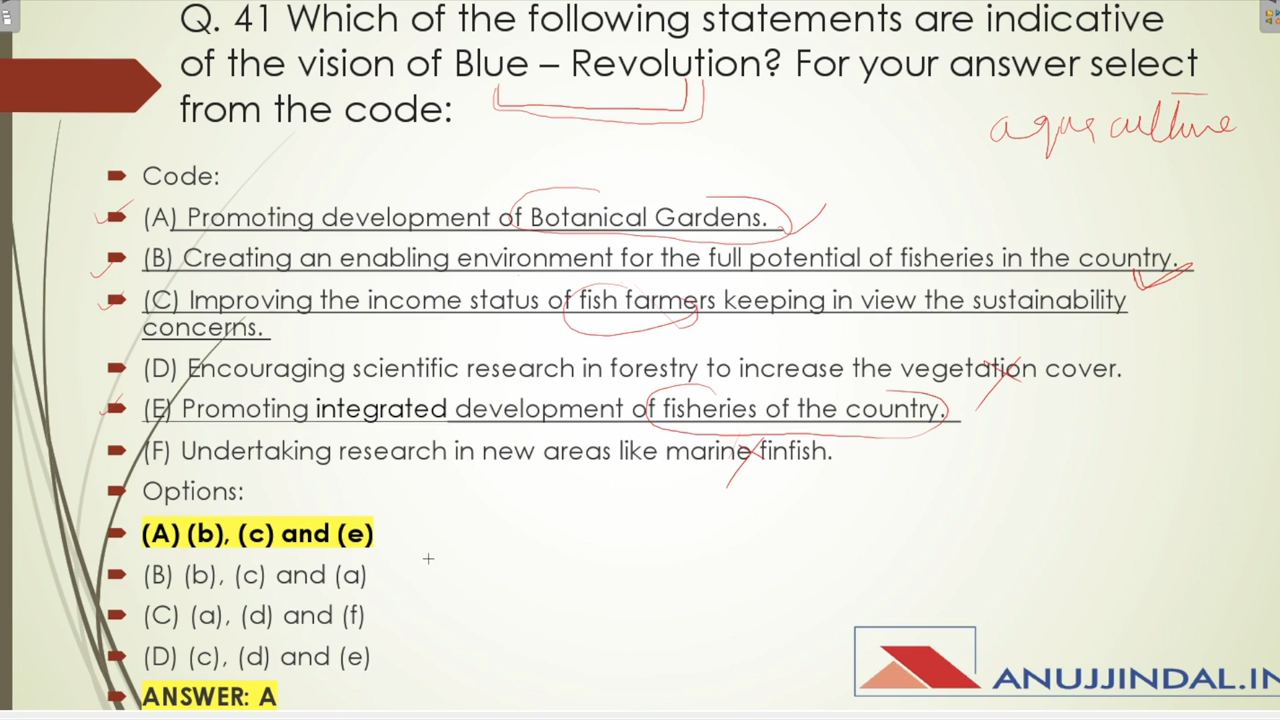 Q. 41 Which of the following statements are indicative
of the vision of Blue – Revolution? For your answer select
from the code:
aquaculture
Code:
(A) Promoting development of Botanical Gardens.
(B) Creating an enabling environment for the full potential of fisheries in the country.
(C) Improving the income status of fish farmers keeping in view the sustainability
concerns.
(D) Encouraging scientific research in forestry to increase the vegetation cover.
(E) Promoting integrated development of fisheries of the country.
(F) Undertaking research in new areas like marine finfish.
Options:
(A) (b), (c) and (e)
(B) (b), (c) and (a)
(C) (a), (d) and (f)
(D) (c), (d) and (e)
ANSWER: A
ANUJJINDAL.IN